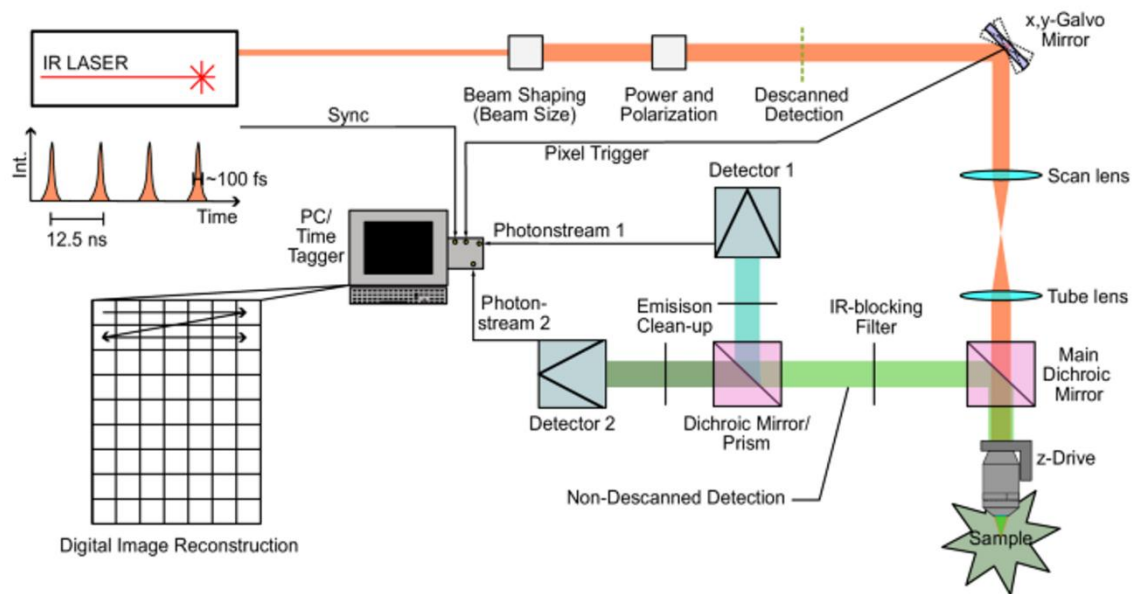 IR LASER
x,y-Galvo
Mirror
Beam Shaping
(Beam Size)
Power and
Polarization
Descanned
Detection
Sync
Pixel Trigger
Int.
~100 fs
Time
12.5 ns
PC/
Time
Tagger
Photonstream 1
Detector 1
Scan lens
Photon-
stream 2
Emisison
Clean-up
IR-blocking
Filter
Tube lens
Main
Dichroic
Mirror
Detector 2
Dichroic Mirror/
Prism
z-Drive
Non-Descanned Detection
Sample
Digital Image Reconstruction